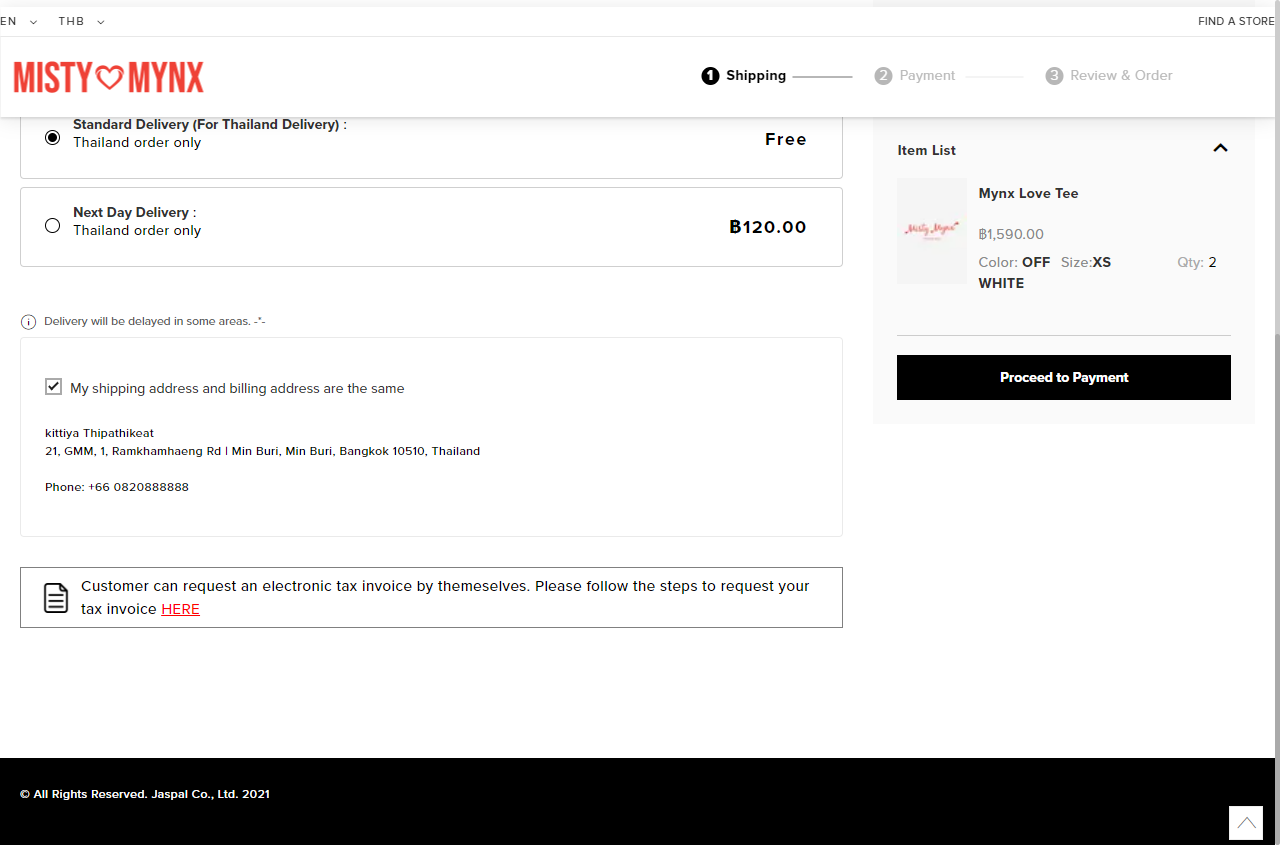 EN THB FIND A STORE
MISTY MYNX
1 Shipping 2 Payment 3 Review & Order
Standard Delivery (For Thailand Delivery) :
Thailand order only
Free
Next Day Delivery :
Thailand order only
฿120.00
Delivery will be delayed in some areas. -*-
My shipping address and billing address are the same
kittiya Thipathikeat
21, GMM, 1, Ramkhamhaeng Rd | Min Buri, Min Buri, Bangkok 10510, Thailand
Phone: +66 0820888888
Customer can request an electronic tax invoice by themeselves. Please follow the steps to request your
tax invoice HERE
Item List
Misty Mynx
Mynx Love Tee
฿1,590.00
Color: OFF Size:XS Qty: 2
WHITE
Proceed to Payment
© All Rights Reserved. Jaspal Co., Ltd. 2021